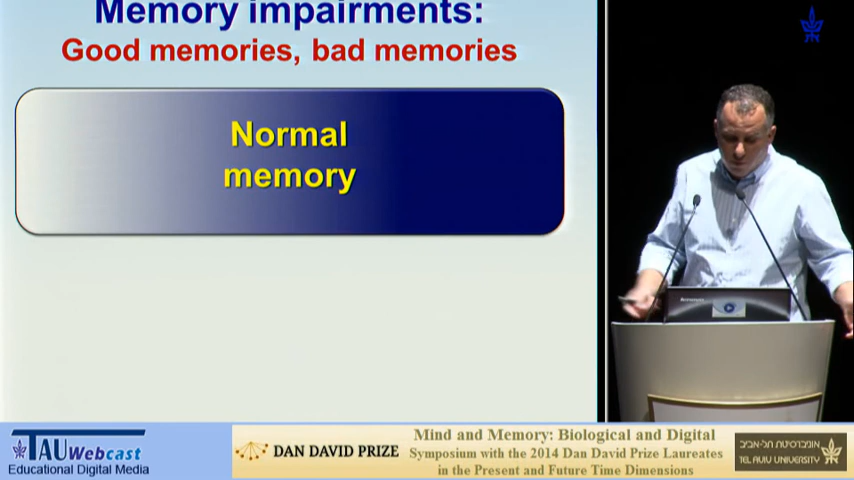 Memory impairments:
Good memories, bad memories
Normal
memory
TAUWebcast
Educational Digital Media
DAN DAVID PRIZE
Mind and Memory: Biological and Digital
Symposium with the 2014 Dan David Prize Laureates
in the Present and Future Time Dimensions
אוניברסיטת תל-אביב
TEL AVIV UNIVERSITY